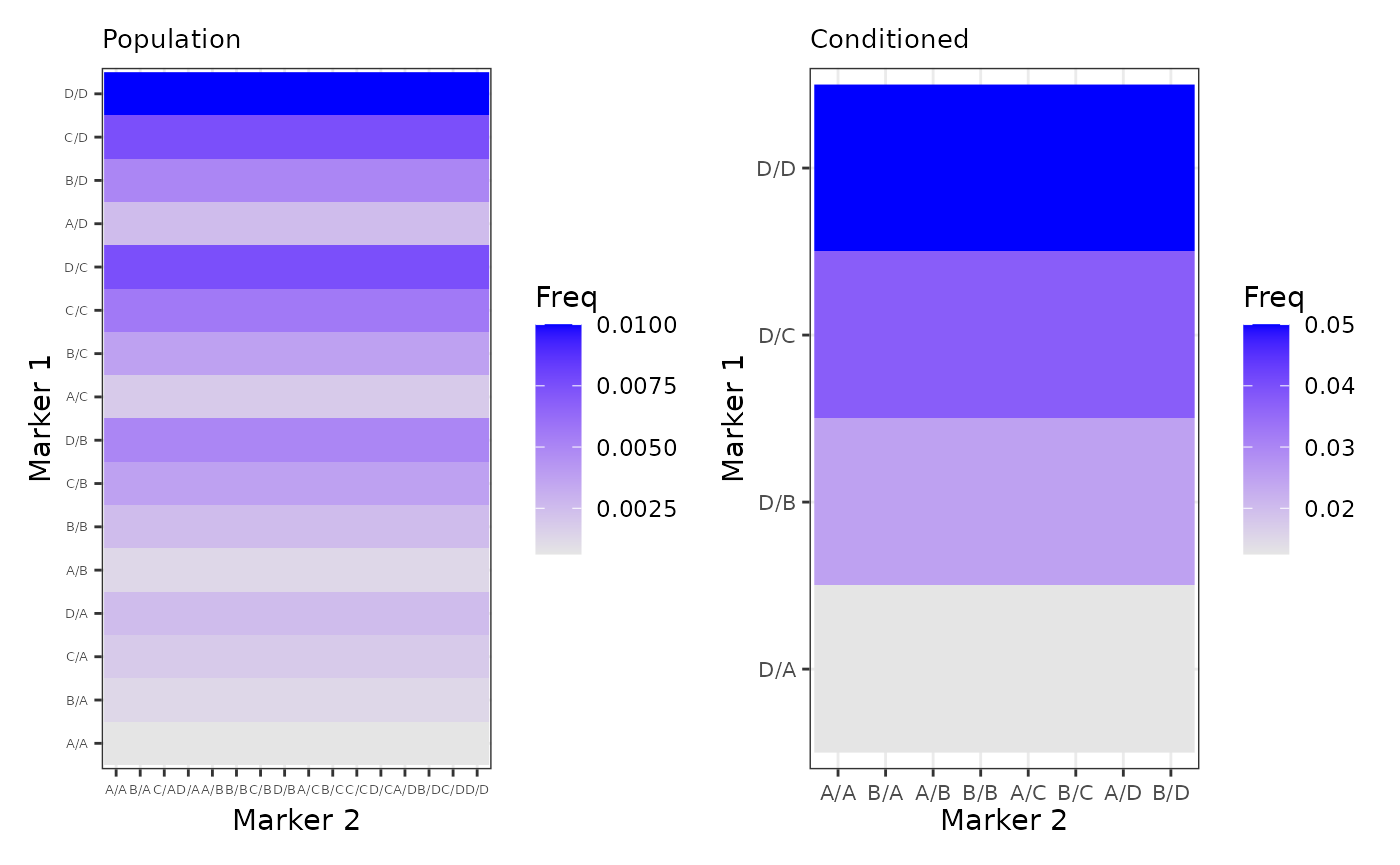 Population
D/D
C/D
B/D
A/D
D/C
C/C
B/C
A/C
D/B
C/B
B/B
A/B
D/A
C/A
B/A
A/A
Marker 1
A/A B/A C/A D/A A/B B/B C/B D/B A/C B/C C/C D/C A/D B/D C/D D/D
Marker 2
Freq
0.0100
0.0075
0.0050
0.0025
Conditioned
D/D
D/C
D/B
D/A
Marker 1
A/A B/A A/B B/B A/C B/C A/D B/D
Marker 2
Freq
0.05
0.04
0.03
0.02